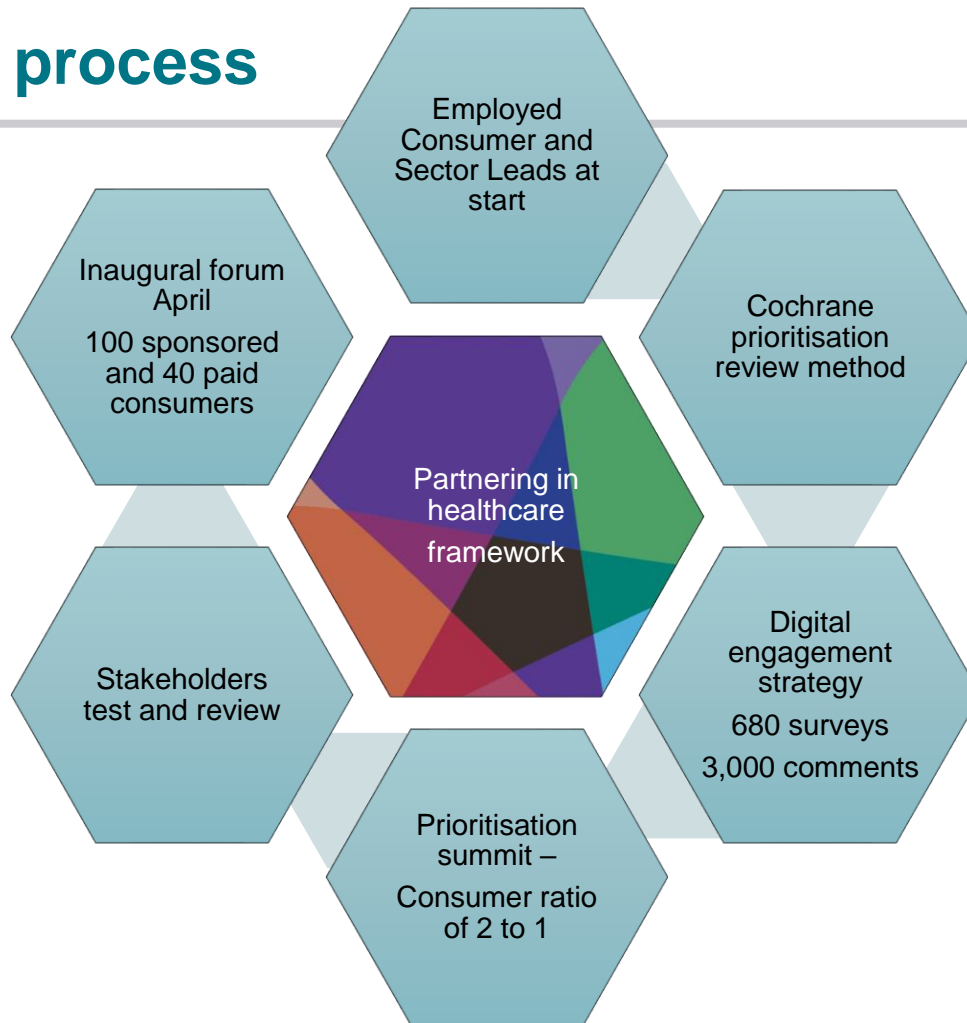 process
Employed
Consumer and
Sector Leads at
start
Cochrane
prioritisation
review method
Digital
engagement
strategy
680 surveys
3,000 comments
Prioritisation
summit –
Consumer ratio
of 2 to 1
Stakeholders
test and review
Inaugural forum
April
100 sponsored
and 40 paid
consumers
Partnering in
healthcare
framework